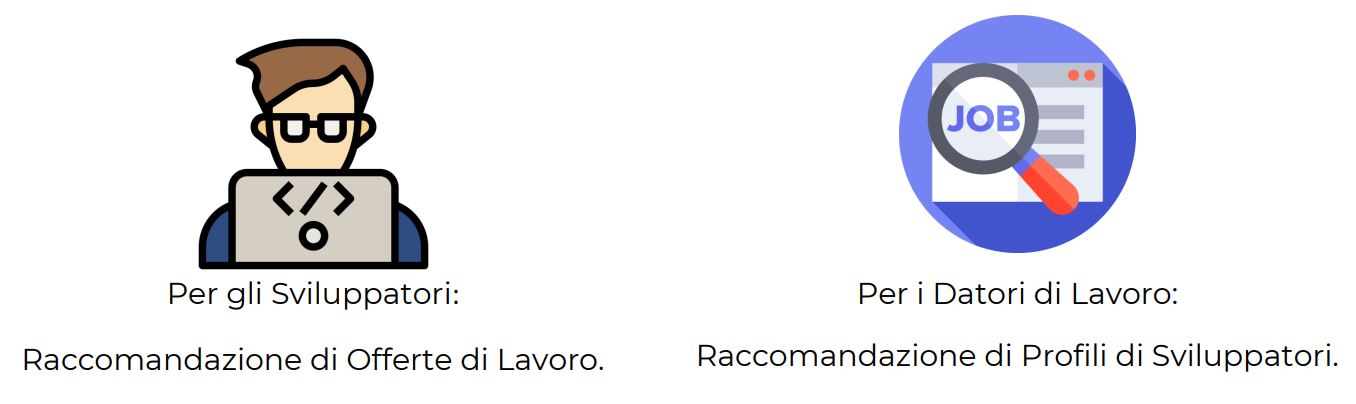 </>
JOB
Per gli Sviluppatori:
Raccomandazione di Offerte di Lavoro.
Per i Datori di Lavoro:
Raccomandazione di Profili di Sviluppatori.